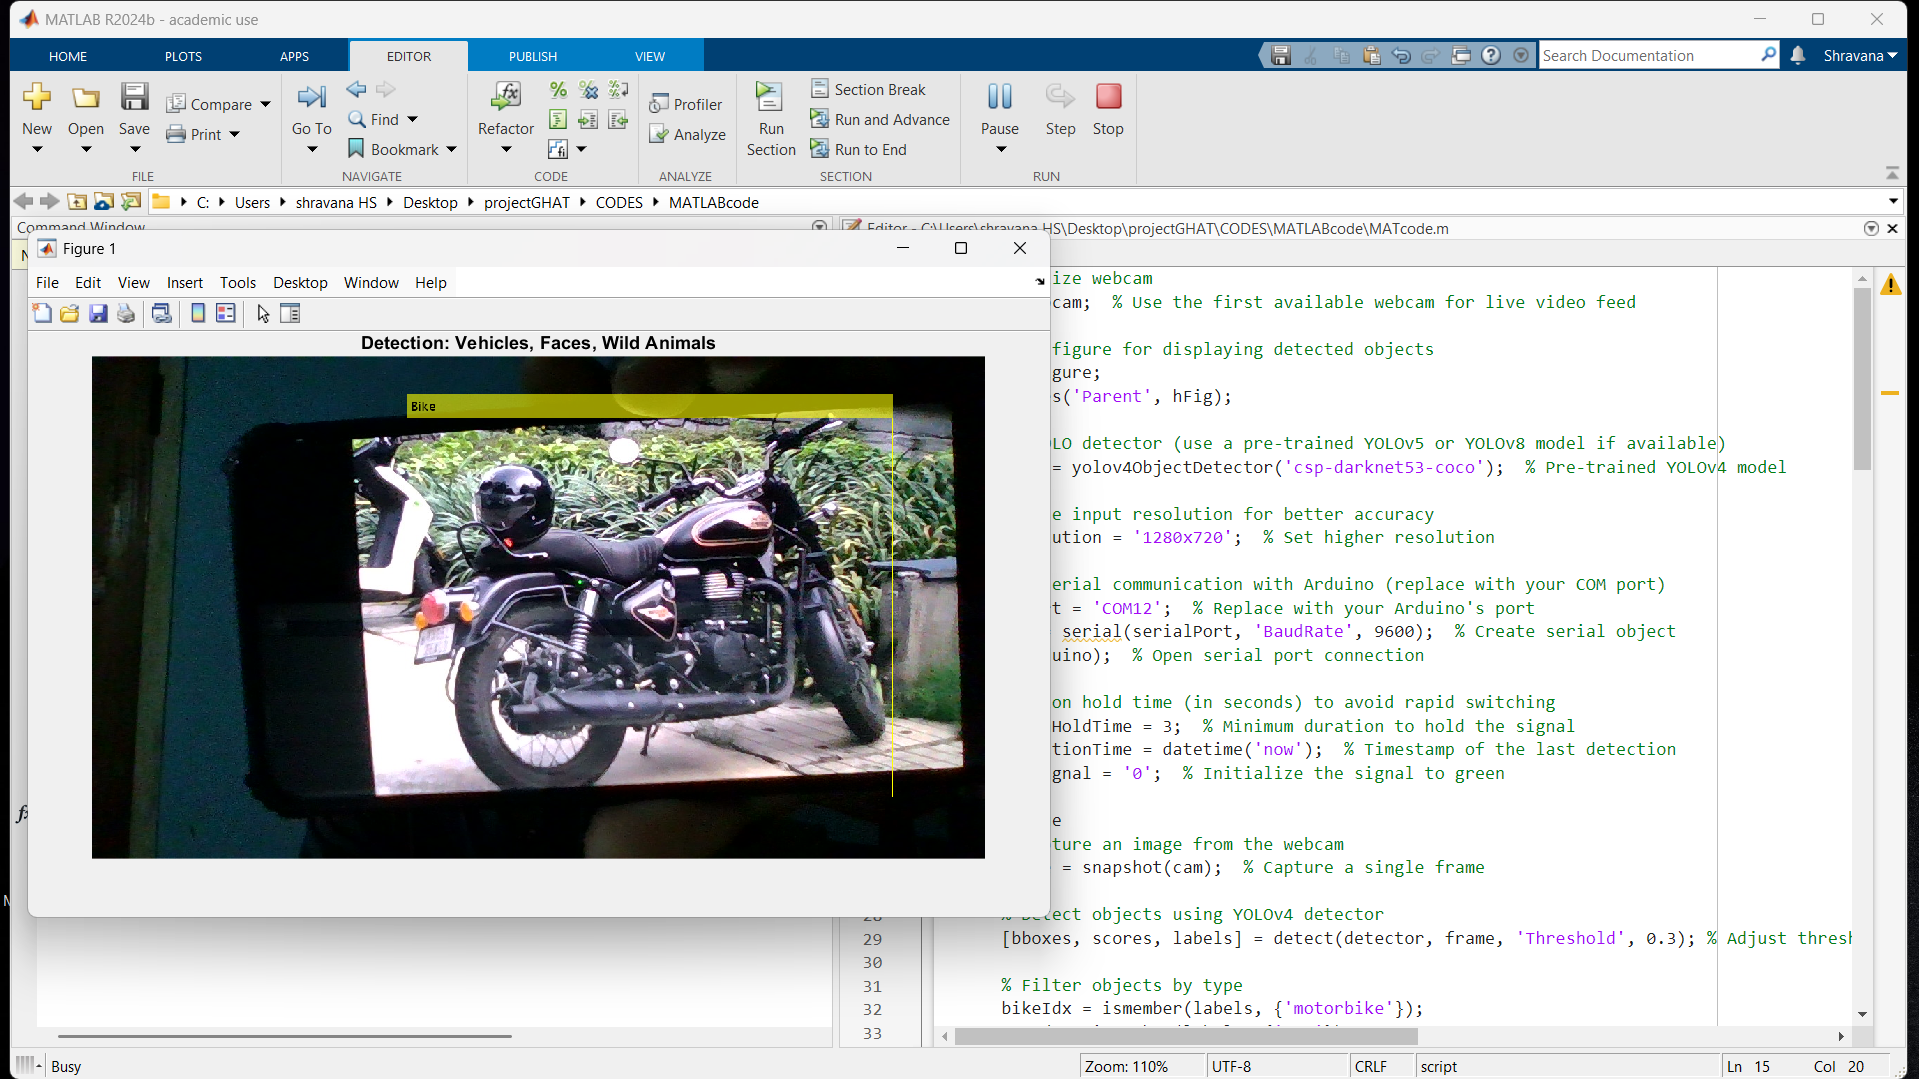 MATLAB R2024b - academic use
HOME PLOTS APPS EDITOR PUBLISH VIEW
Search Documentation
Shravana
New Open Save Compare Print
Go To Find Bookmark
Refactor
Profiler Analyze
Run Section
Section Break
Run and Advance
Run to End
Pause Step Stop
FILE NAVIGATE CODE ANALYZE SECTION RUN
C: Users shravana HS Desktop projectGHAT CODES MATLABcode
Command Window
Editor - C:\Users\shravana HS\Desktop\projectGHAT\CODES\MATLABcode\MATcode.m
Figure 1
File Edit View Insert Tools Desktop Window Help
Detection: Vehicles, Faces, Wild Animals
Bike
ize webcam
cam; % Use the first available webcam for live video feed
figure for displaying detected objects
gure;
s('Parent', hFig);
LO detector (use a pre-trained YOLOv5 or YOLOv8 model if available)
= yolov4ObjectDetector('csp-darknet53-coco'); % Pre-trained YOLOv4 model
e input resolution for better accuracy
ution = '1280x720'; % Set higher resolution
erial communication with Arduino (replace with your COM port)
t = 'COM12'; % Replace with your Arduino's port
serial(serialPort, 'BaudRate', 9600); % Create serial object
uino); % Open serial port connection
on hold time (in seconds) to avoid rapid switching
HoldTime = 3; % Minimum duration to hold the signal
tionTime = datetime('now'); % Timestamp of the last detection
gnal = '0'; % Initialize the signal to green
e
ture an image from the webcam
= snapshot(cam); % Capture a single frame
28 % Detect objects using YOLOv4 detector
29 [bboxes, scores, labels] = detect(detector, frame, 'Threshold', 0.3); % Adjust thresh
30
31 % Filter objects by type
32 bikeIdx = ismember(labels, {'motorbike'});
33
Busy
Zoom: 110% UTF-8 CRLF script Ln 15 Col 20